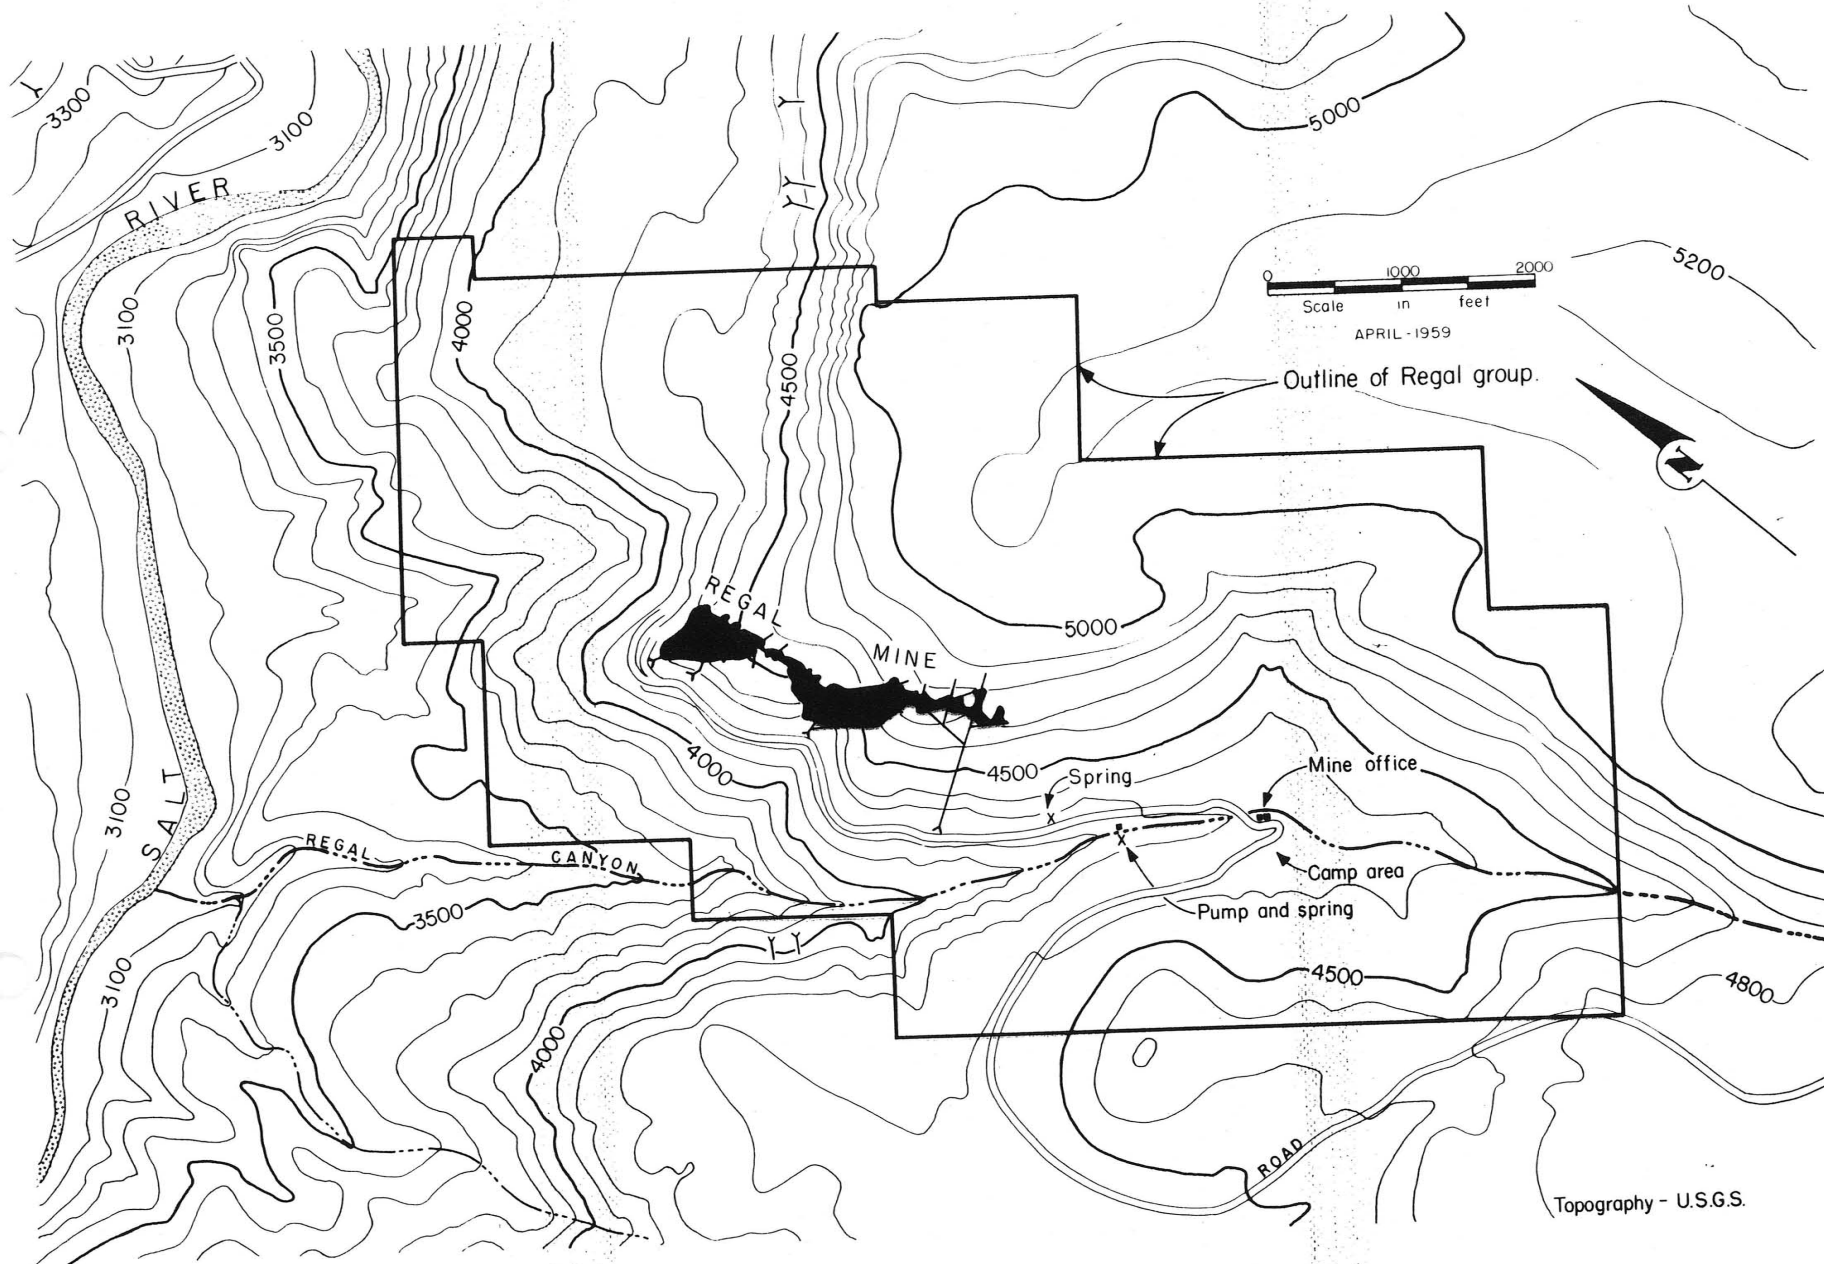 3300
3100
RIVER
5000
5200
0 1000 2000
Scale in feet
APRIL - 1959
3100
3500
4000
4500
Outline of Regal group.
N
REGAL
MINE
5000
4000
4500
Spring
x
Mine office
3100
SALT
REGAL
CANYON
x
Camp area
Pump and spring
3500
3100
4500
4800
4000
ROAD
Topography - U.S.G.S.